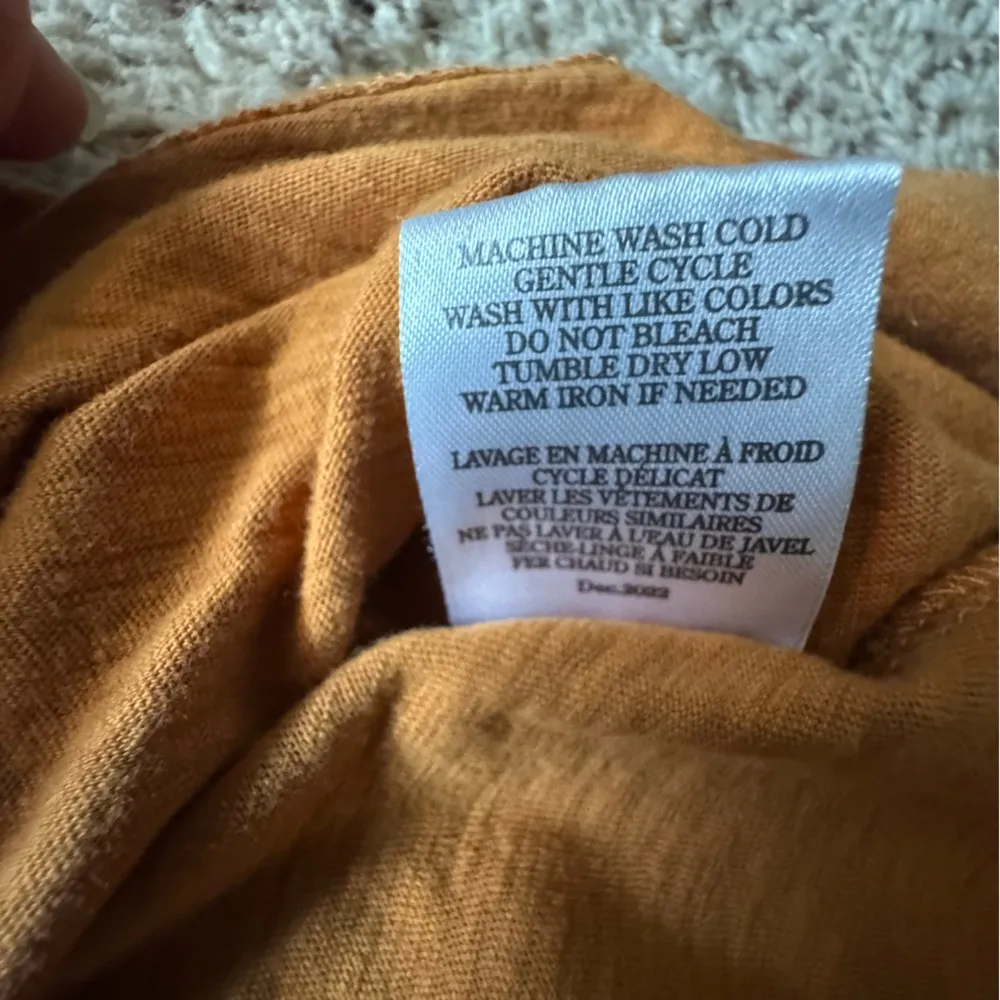 MACHINE WASH COLD
GENTLE CYCLE
WASH WITH LIKE COLORS
DO NOT BLEACH
TUMBLE DRY LOW
WARM IRON IF NEEDED
LAVAGE EN MACHINE À FROID
CYCLE DÉLICAT
LAVER LES VÊTEMENTS DE
COULEURS SIMILAIRES
NE PAS LAVER À L'EAU DE JAVEL
SÈCHE-LINGE À FAIBLE
FER CHAUD SI BESOIN
Dec.2022